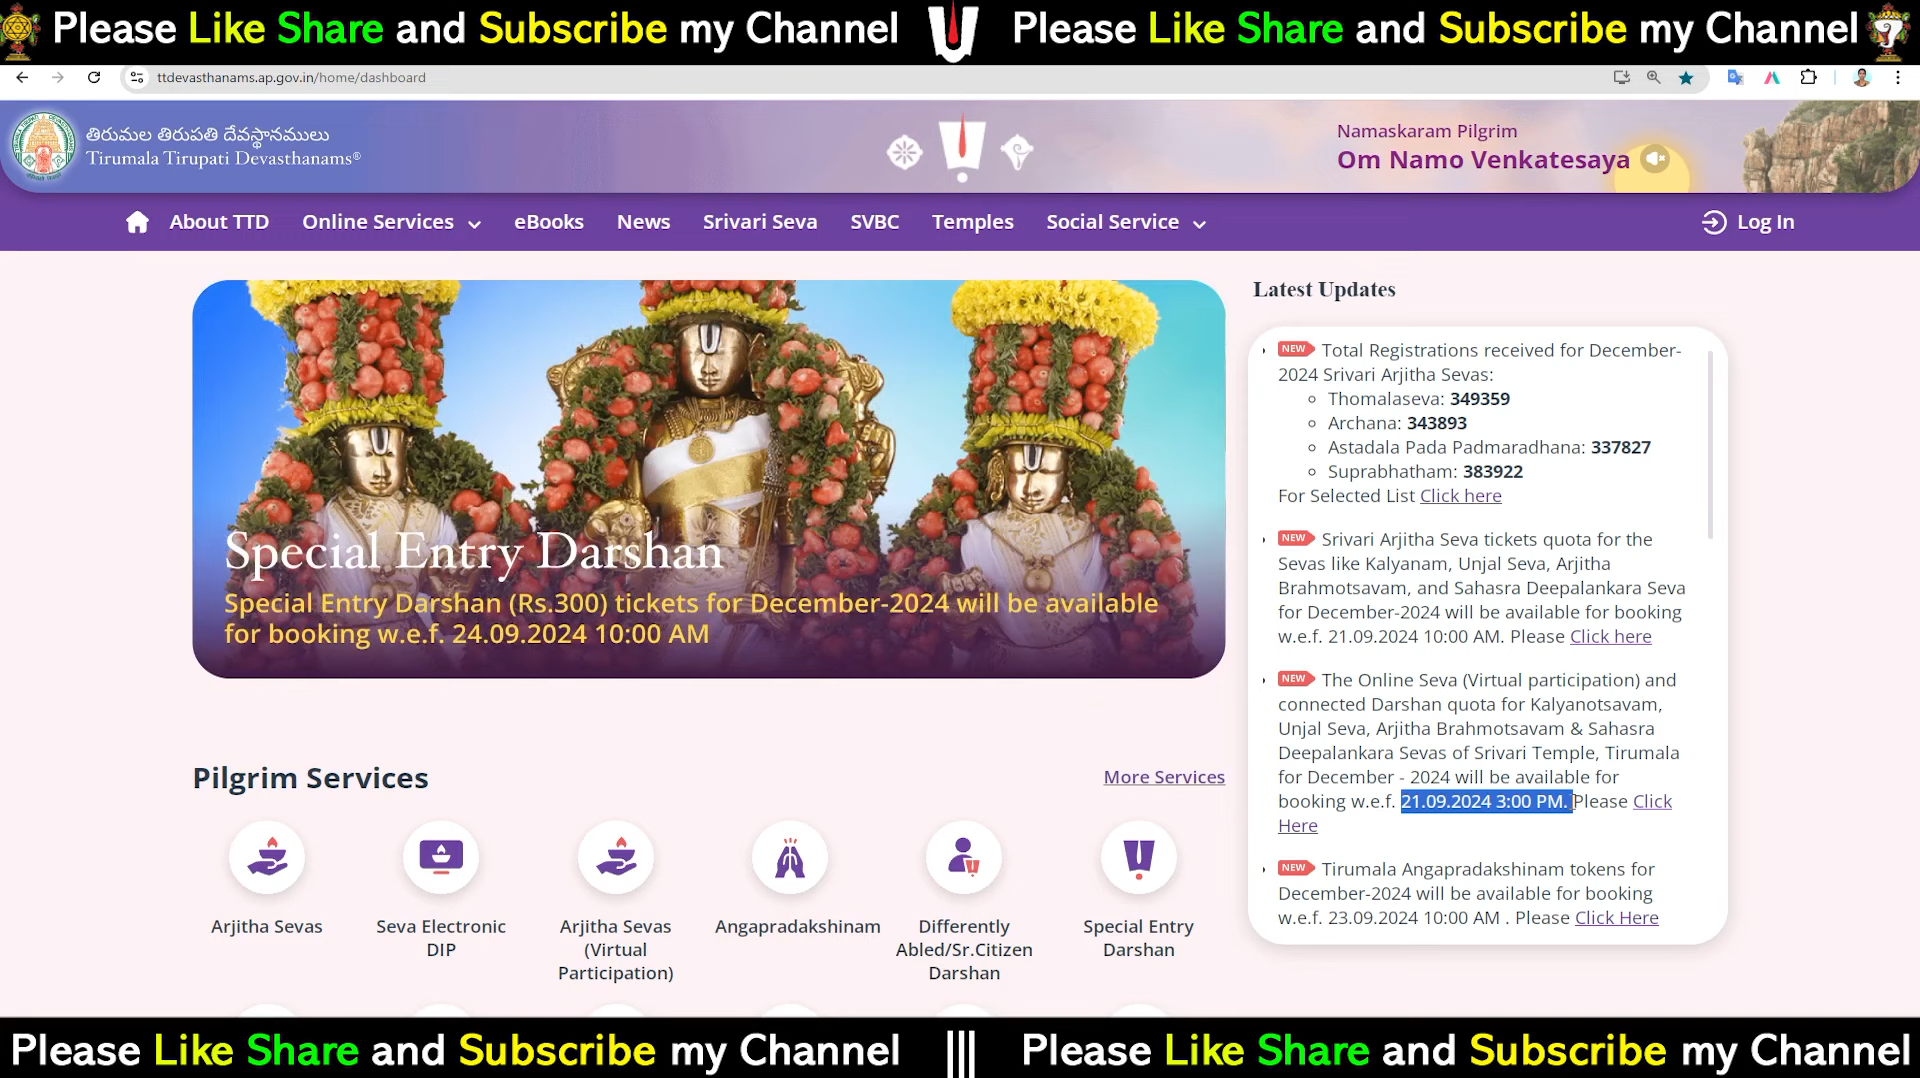 Please Like Share and Subscribe my Channel Please Like Share and Subscribe my Channel
ttdevasthanams.ap.gov.in/home/dashboard
తిరుమల తిరుపతి దేవస్థానములు
Tirumala Tirupati Devasthanams®
Namaskaram Pilgrim
Om Namo Venkatesaya
About TTD Online Services eBooks News Srivari Seva SVBC Temples Social Service Log In
Special Entry Darshan
Special Entry Darshan (Rs.300) tickets for December-2024 will be available
for booking w.e.f. 24.09.2024 10:00 AM
Latest Updates
NEW Total Registrations received for December-
2024 Srivari Arjitha Sevas:
Thomalaseva: 349359
Archana: 343893
Astadala Pada Padmaradhana: 337827
Suprabhatham: 383922
For Selected List Click here
NEW Srivari Arjitha Seva tickets quota for the
Sevas like Kalyanam, Unjal Seva, Arjitha
Brahmotsavam, and Sahasra Deepalankara Seva
for December-2024 will be available for booking
w.e.f. 21.09.2024 10:00 AM. Please Click here
NEW The Online Seva (Virtual participation) and
connected Darshan quota for Kalyanotsavam,
Unjal Seva, Arjitha Brahmotsavam & Sahasra
Deepalankara Sevas of Srivari Temple, Tirumala
for December - 2024 will be available for
booking w.e.f. 21.09.2024 3:00 PM. Please Click
Here
NEW Tirumala Angapradakshinam tokens for
December-2024 will be available for booking
w.e.f. 23.09.2024 10:00 AM . Please Click Here
Pilgrim Services
More Services
Arjitha Sevas
Seva Electronic
DIP
Arjitha Sevas
(Virtual
Participation)
Angapradakshinam
Differently
Abled/Sr.Citizen
Darshan
Special Entry
Darshan
Please Like Share and Subscribe my Channel ||| Please Like Share and Subscribe my Channel